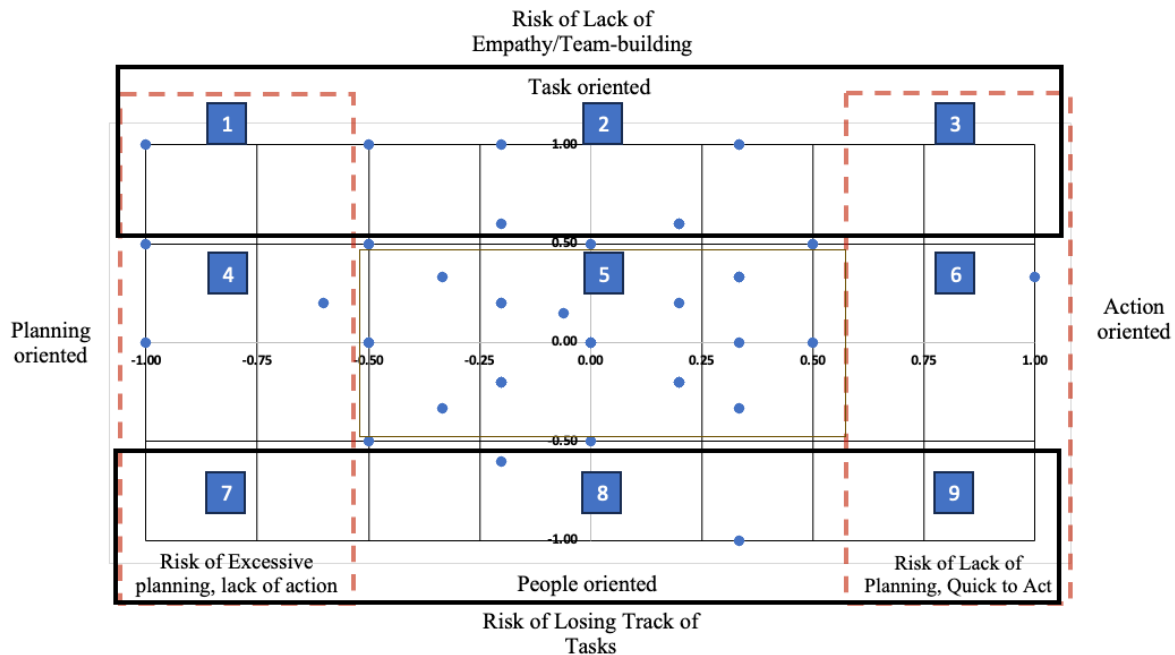 Risk of Lack of
Empathy/Team-building
Task oriented
1
2
3
1.00
0.50
4
5
6
Planning
oriented
Action
oriented
0.00
-1.00
-0.75
-0.50
-0.25
0.00
0.25
0.50
0.75
1.00
-0.50
7
8
9
-1.00
Risk of Excessive
planning, lack of action
People oriented
Risk of Lack of
Planning, Quick to Act
Risk of Losing Track of
Tasks